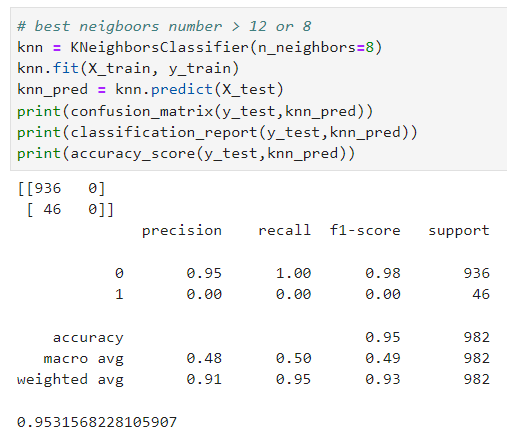 # best neigboors number > 12 or 8
knn = KNeighborsClassifier(n_neighbors=8)
knn.fit(X_train, y_train)
knn_pred = knn.predict(X_test)
print(confusion_matrix(y_test,knn_pred))
print(classification_report(y_test,knn_pred))
print(accuracy_score(y_test,knn_pred))
[[936   0]
 [ 46   0]]
              precision    recall  f1-score   support
           0       0.95      1.00      0.98       936
           1       0.00      0.00      0.00        46
    accuracy                           0.95       982
   macro avg       0.48      0.50      0.49       982
weighted avg       0.91      0.95      0.93       982
0.9531568228105907